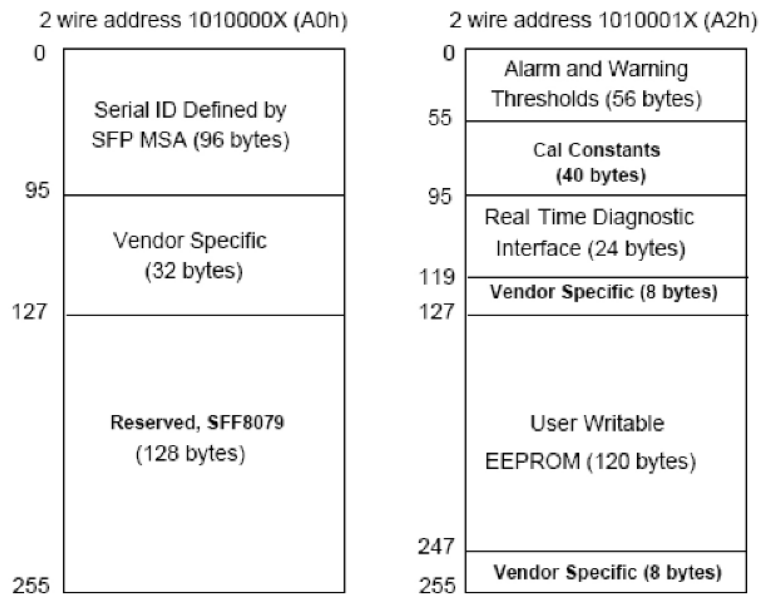 2 wire address 1010000X (A0h)
0
Serial ID Defined by
SFP MSA (96 bytes)
95
Vendor Specific
(32 bytes)
127
Reserved, SFF8079
(128 bytes)
255
2 wire address 1010001X (A2h)
0
Alarm and Warning
Thresholds (56 bytes)
55
Cal Constants
(40 bytes)
95
Real Time Diagnostic
Interface (24 bytes)
119
Vendor Specific (8 bytes)
127
User Writable
EEPROM (120 bytes)
247
Vendor Specific (8 bytes)
255